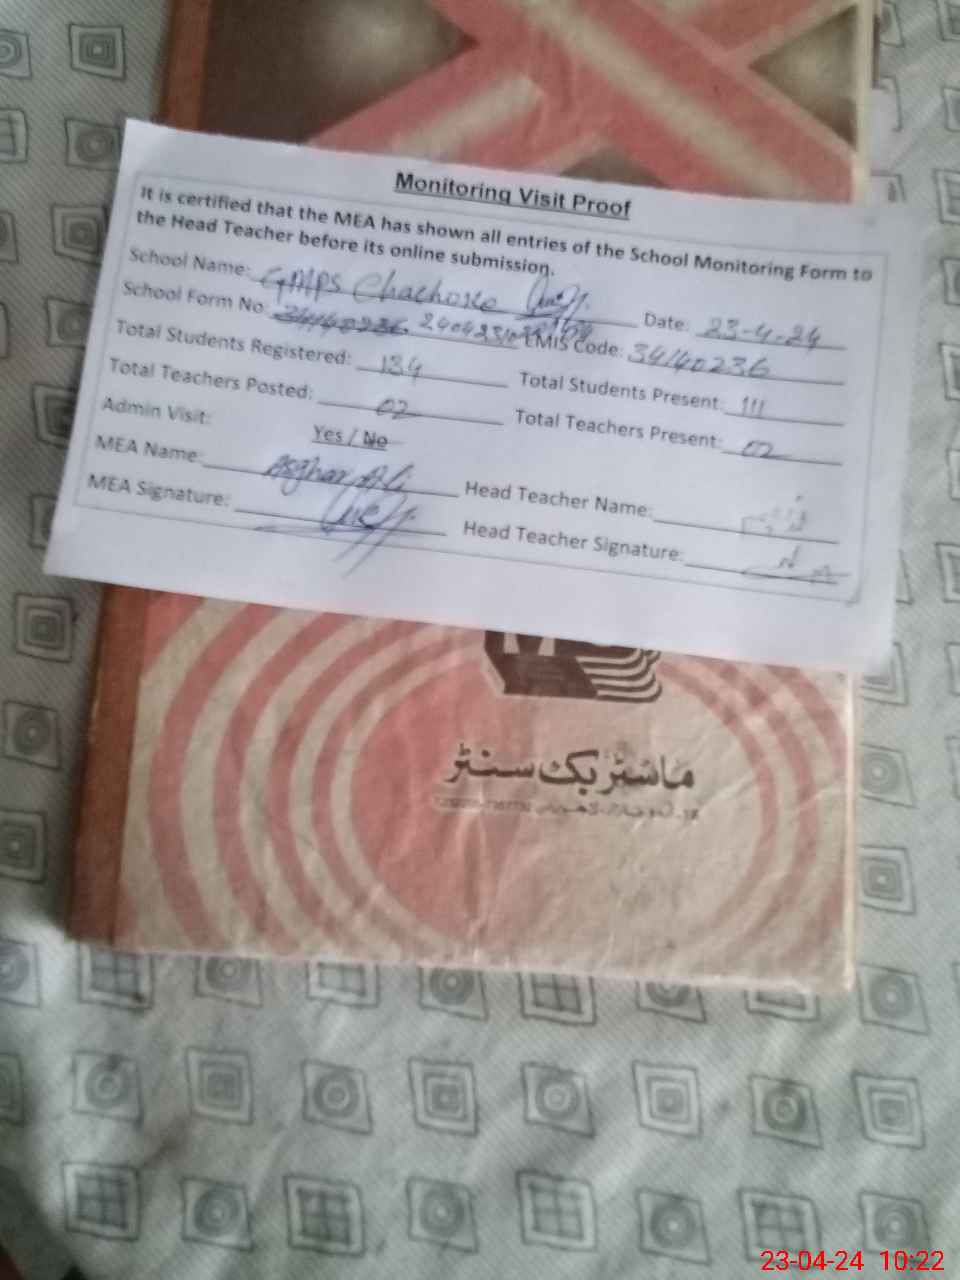 Monitoring Visit Proof
It is certified that the MEA has shown all entries of the School Monitoring Form to
the Head Teacher before its online submission.
School Name: GMPS Date: 23-4-24
School Form No. 34140236 EMIS Code: 34140236
Total Students Registered: 134 Total Students Present: 111
Total Teachers Posted: 02 Total Teachers Present: 02
Admin Visit: Yes / No
MEA Name: Asghar Ali Head Teacher Name:
MEA Signature: Head Teacher Signature:
ماسٹر بک سنٹر
23-04-24 10:22